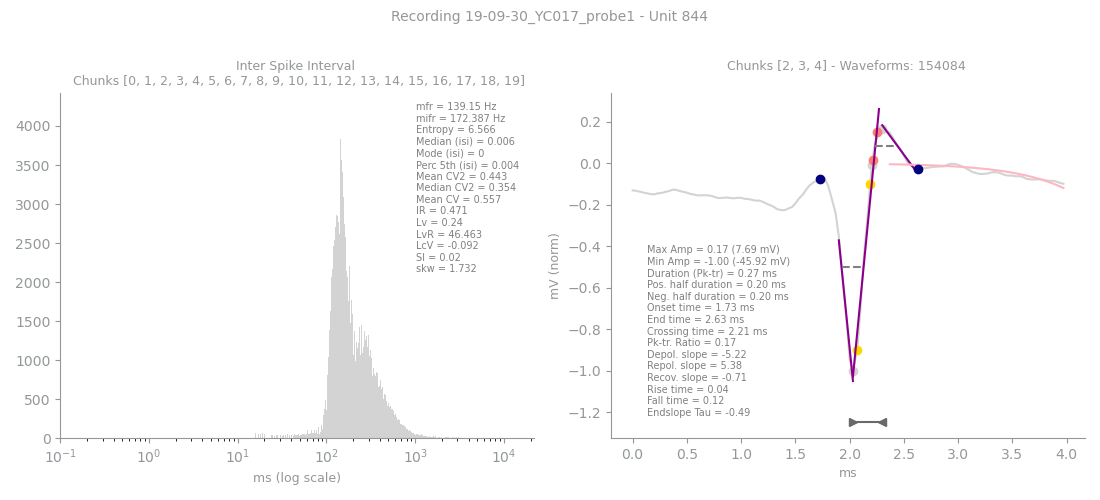 Recording 19-09-30_YC017_probe1 - Unit 844
Inter Spike Interval
Chunks [0, 1, 2, 3, 4, 5, 6, 7, 8, 9, 10, 11, 12, 13, 14, 15, 16, 17, 18, 19]
mfr = 139.15 Hz
mifr = 172.387 Hz
Entropy = 6.566
Median (isi) = 0.006
Mode (isi) = 0
Perc 5th (isi) = 0.004
Mean CV2 = 0.443
Median CV2 = 0.354
Mean CV = 0.557
IR = 0.471
Lv = 0.24
LvR = 46.463
LcV = -0.092
SI = 0.02
skw = 1.732
4000
3500
3000
2500
2000
1500
1000
500
0
10⁻¹
10⁰
10¹
10²
10³
10⁴
ms (log scale)
Chunks [2, 3, 4] - Waveforms: 154084
mV (norm)
0.2
0.0
−0.2
−0.4
−0.6
−0.8
−1.0
−1.2
Max Amp = 0.17 (7.69 mV)
Min Amp = -1.00 (-45.92 mV)
Duration (Pk-tr) = 0.27 ms
Pos. half duration = 0.20 ms
Neg. half duration = 0.20 ms
Onset time = 1.73 ms
End time = 2.63 ms
Crossing time = 2.21 ms
Pk-tr. Ratio = 0.17
Depol. slope = -5.22
Repol. slope = 5.38
Recov. slope = -0.71
Rise time = 0.04
Fall time = 0.12
Endslope Tau = -0.49
0.0
0.5
1.0
1.5
2.0
2.5
3.0
3.5
4.0
ms